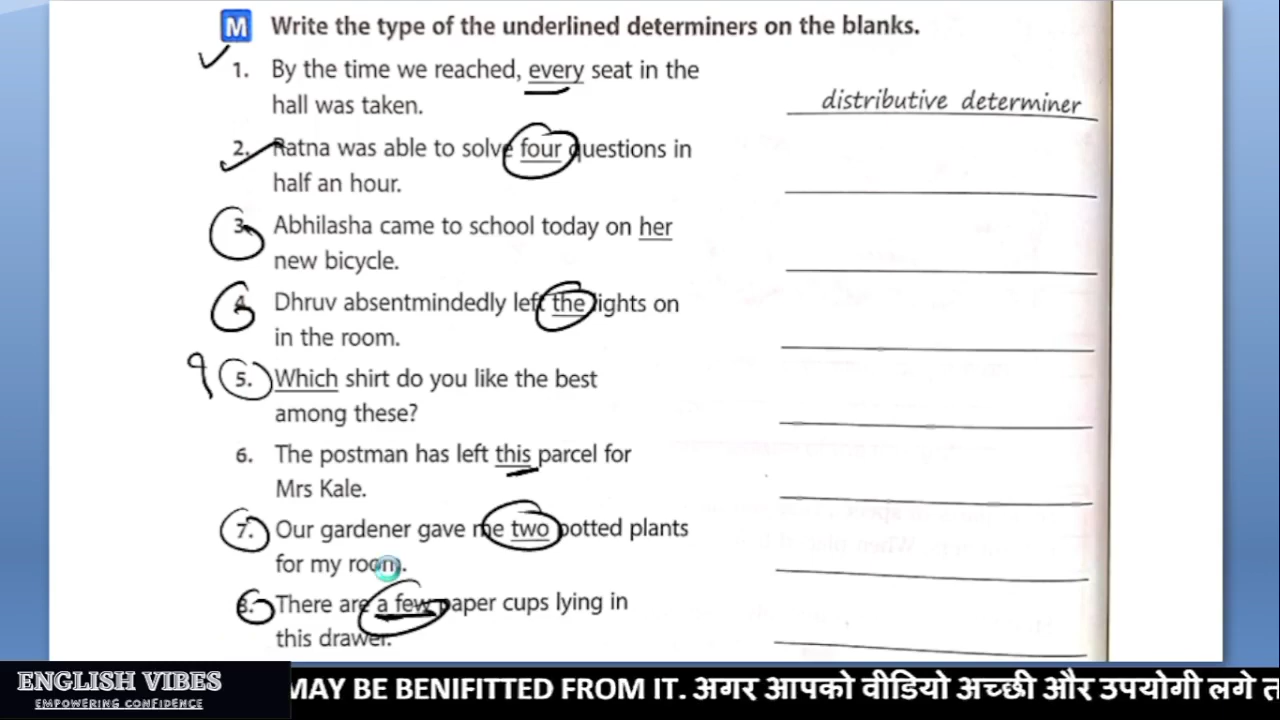 M Write the type of the underlined determiners on the blanks.
1. By the time we reached, every seat in the
hall was taken.
distributive determiner
2. Ratna was able to solve four questions in
half an hour.
3. Abhilasha came to school today on her
new bicycle.
4. Dhruv absentmindedly left the lights on
in the room.
5. Which shirt do you like the best
among these?
6. The postman has left this parcel for
Mrs Kale.
7. Our gardener gave me two potted plants
for my room.
8. There are a few paper cups lying in
this drawer.
ENGLISH VIBES
EMPOWERING CONFIDENCE
MAY BE BENIFITTED FROM IT. अगर आपको वीडियो अच्छी और उपयोगी लगे त